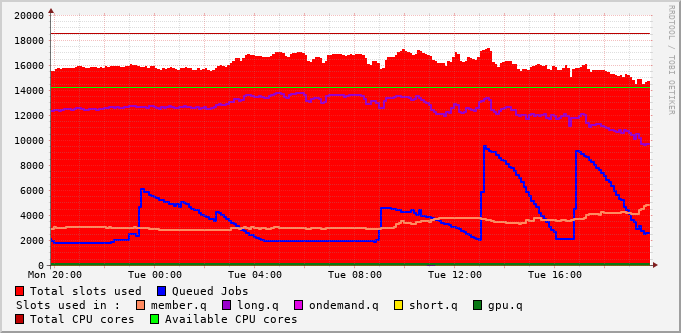 20000
18000
16000
14000
12000
10000
8000
6000
4000
2000
0
Mon 20:00 Tue 00:00 Tue 04:00 Tue 08:00 Tue 12:00 Tue 16:00
RRDTOOL / TOBI OETIKER
Total slots used Queued Jobs
Slots used in : member.q long.q ondemand.q short.q gpu.q
Total CPU cores Available CPU cores